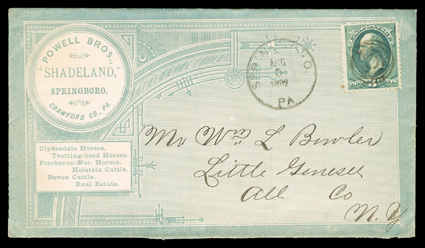 POWELL BROS.,
"SHADELAND,"
SPRINGBORO,
CRAWFORD CO., PA.
Clydesdale Horses.
Trotting-bred Horses.
Percheron-Nor. Horses.
Holstein Cattle.
Devon Cattle.
Real Estate.
AUG
PA.
Mr Wm L Bowler
Little Genesee
All Co
N.Y